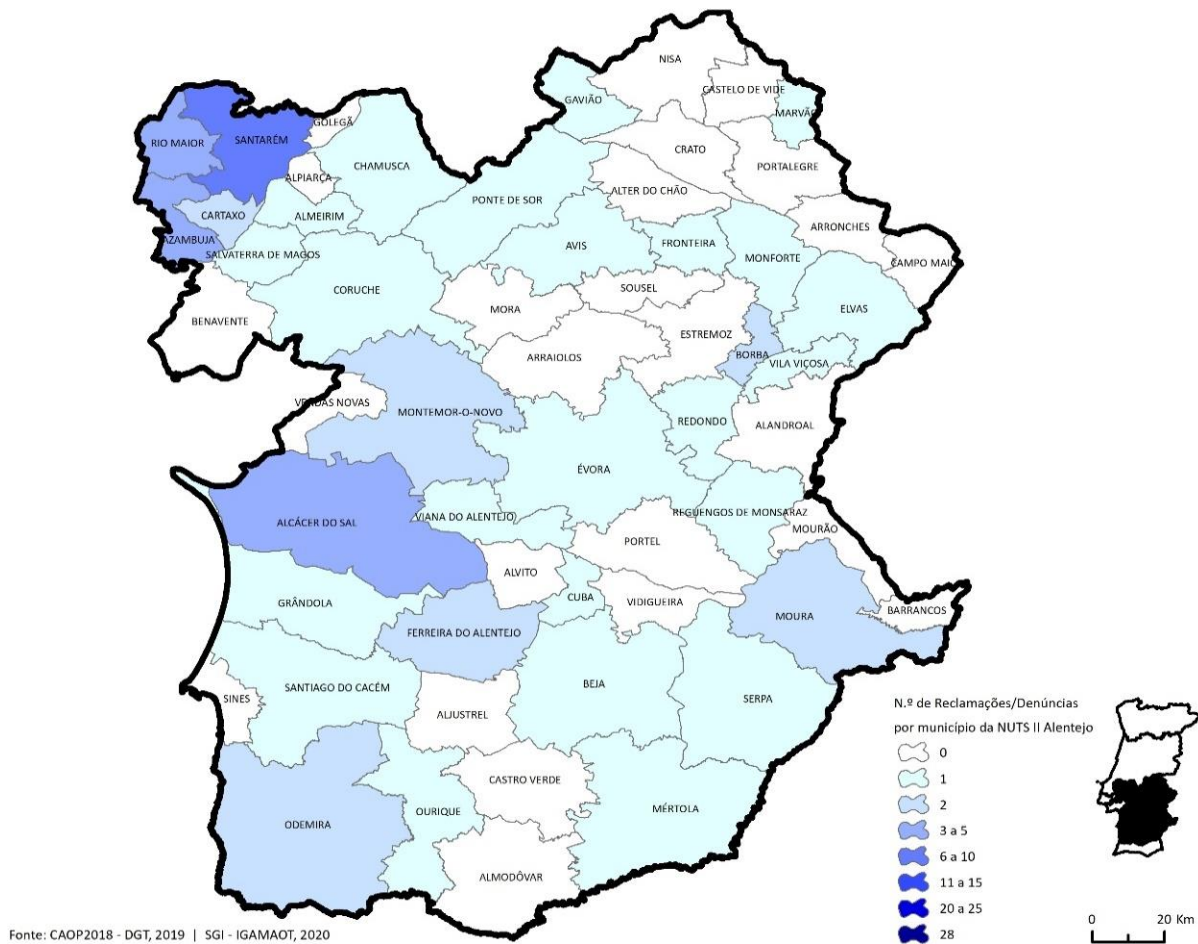 NISA
CASTELO DE VIDE
GAVIÃO
MARVÃO
GOLEGÃ
RIO MAIOR
SANTARÉM
CRATO
CHAMUSCA
PORTALEGRE
ALPIARÇA
ALTER DO CHÃO
PONTE DE SOR
CARTAXO
ALMEIRIM
ARRONCHES
AZAMBUJA
AVIS
FRONTEIRA
SALVATERRA DE MAGOS
MONFORTE
CAMPO MAIO
CORUCHE
SOUSEL
MORA
ELVAS
BENAVENTE
ESTREMOZ
ARRAIOLOS
BORBA
VILA VIÇOSA
VENDAS NOVAS
MONTEMOR-O-NOVO
REDONDO
ALANDROAL
ÉVORA
REGUENGOS DE MONSARAZ
VIANA DO ALENTEJO
ALCÁCER DO SAL
MOURÃO
PORTEL
ALVITO
CUBA
VIDIGUEIRA
GRÂNDOLA
BARRANCOS
MOURA
FERREIRA DO ALENTEJO
BEJA
SANTIAGO DO CACÉM
SINES
SERPA
ALJUSTREL
CASTRO VERDE
OURIQUE
MÉRTOLA
ODEMIRA
ALMODÔVAR
N.º de Reclamações/Denúncias
por município da NUTS II Alentejo
0
1
2
3 a 5
6 a 10
11 a 15
20 a 25
28
0 20 Km
Fonte: CAOP2018 - DGT, 2019 | SGI - IGAMAOT, 2020